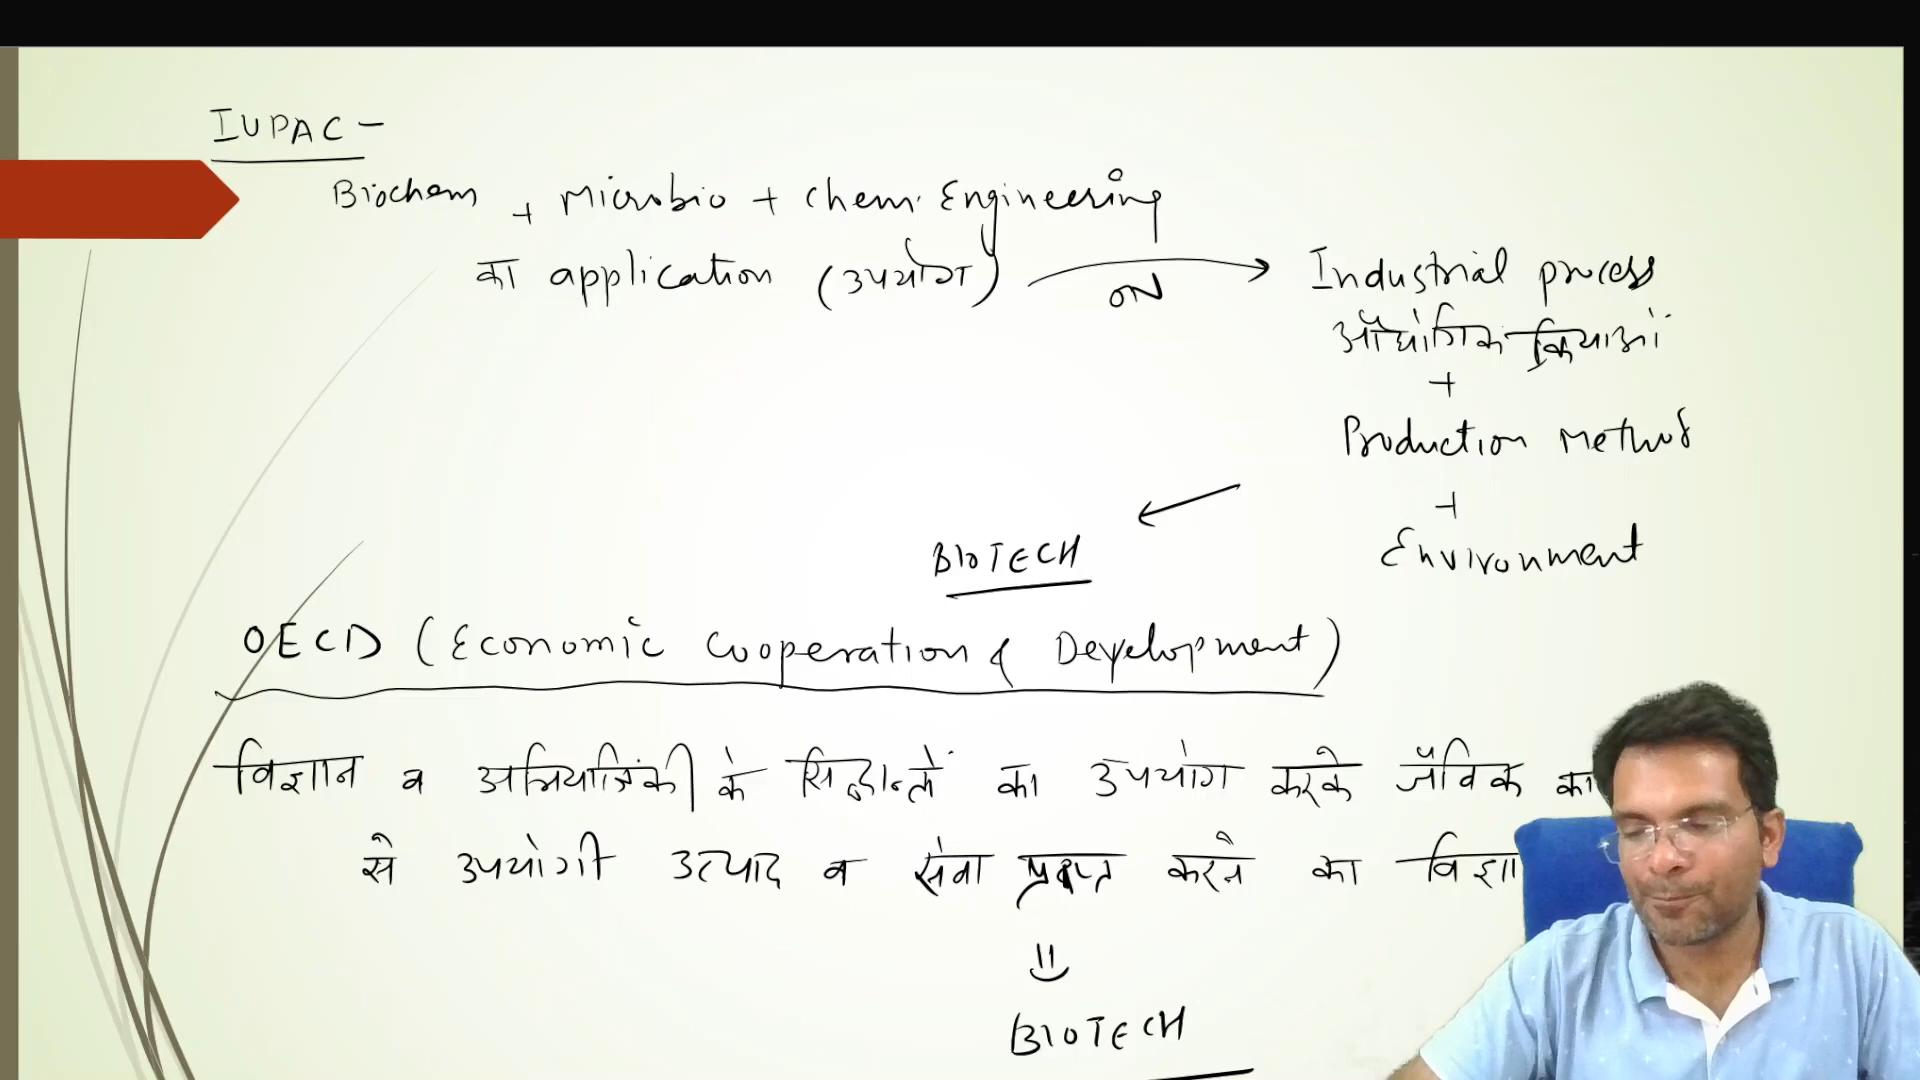 IUPAC -
Biochem + Microbio + Chem. Engineering
का application (उपयोग) ON Industrial process
औद्योगिक क्रियाओं
+
Production Method
+
Environment
BIOTECH
OECD (Economic Cooperation & Development)
विज्ञान व अभियांत्रिकी के सिद्धान्तों का उपयोग करके जैविक
से उपयोगी उत्पाद व सेवा प्राप्त करने का
BIOTECH